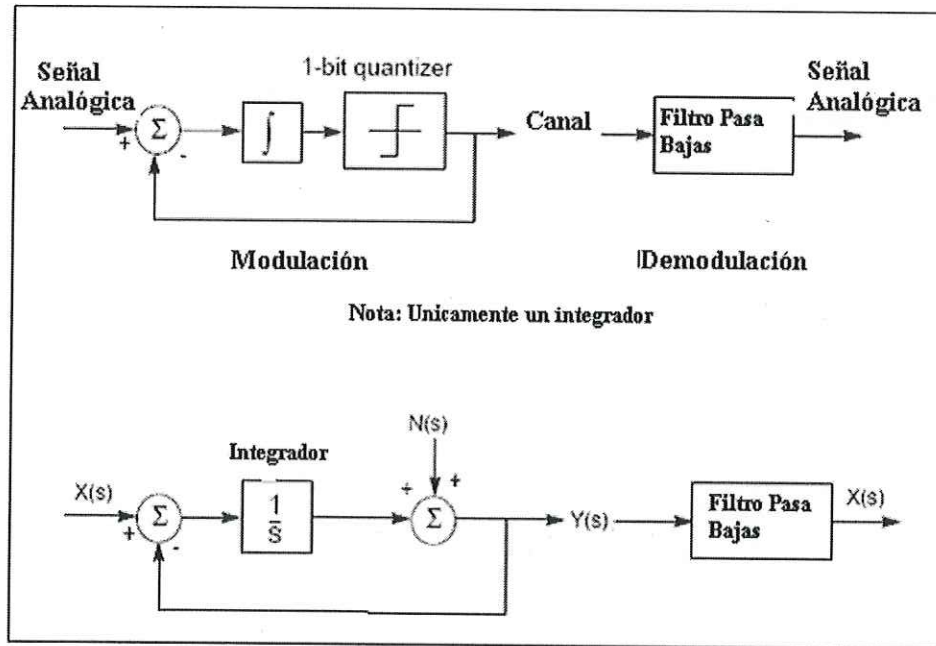 1-bit quantizer
Señal
Analógica
Σ
+
-
∫
Canal
Filtro Pasa
Bajas
Señal
Analógica
Modulación
Demodulación
Nota: Unicamente un integrador
N(s)
Integrador
X(s)
+
Σ
-
1
S
+
+
Σ
Y(s)
Filtro Pasa
Bajas
X(s)